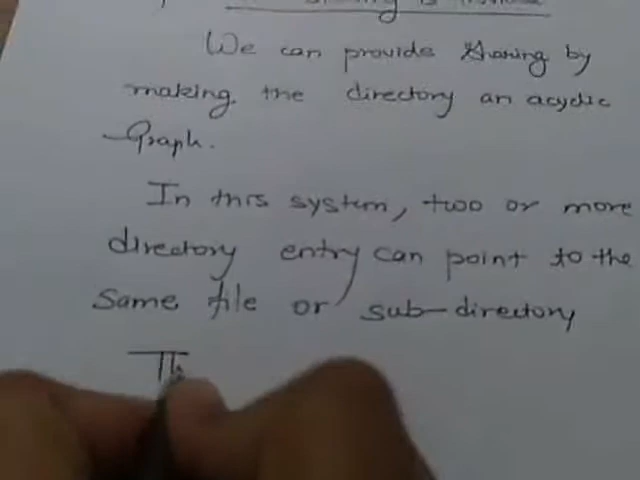 We can provide sharing by
making the directory an acyclic
Graph.
In this system, two or more
directory entry can point to the
same file or sub-directory
Th